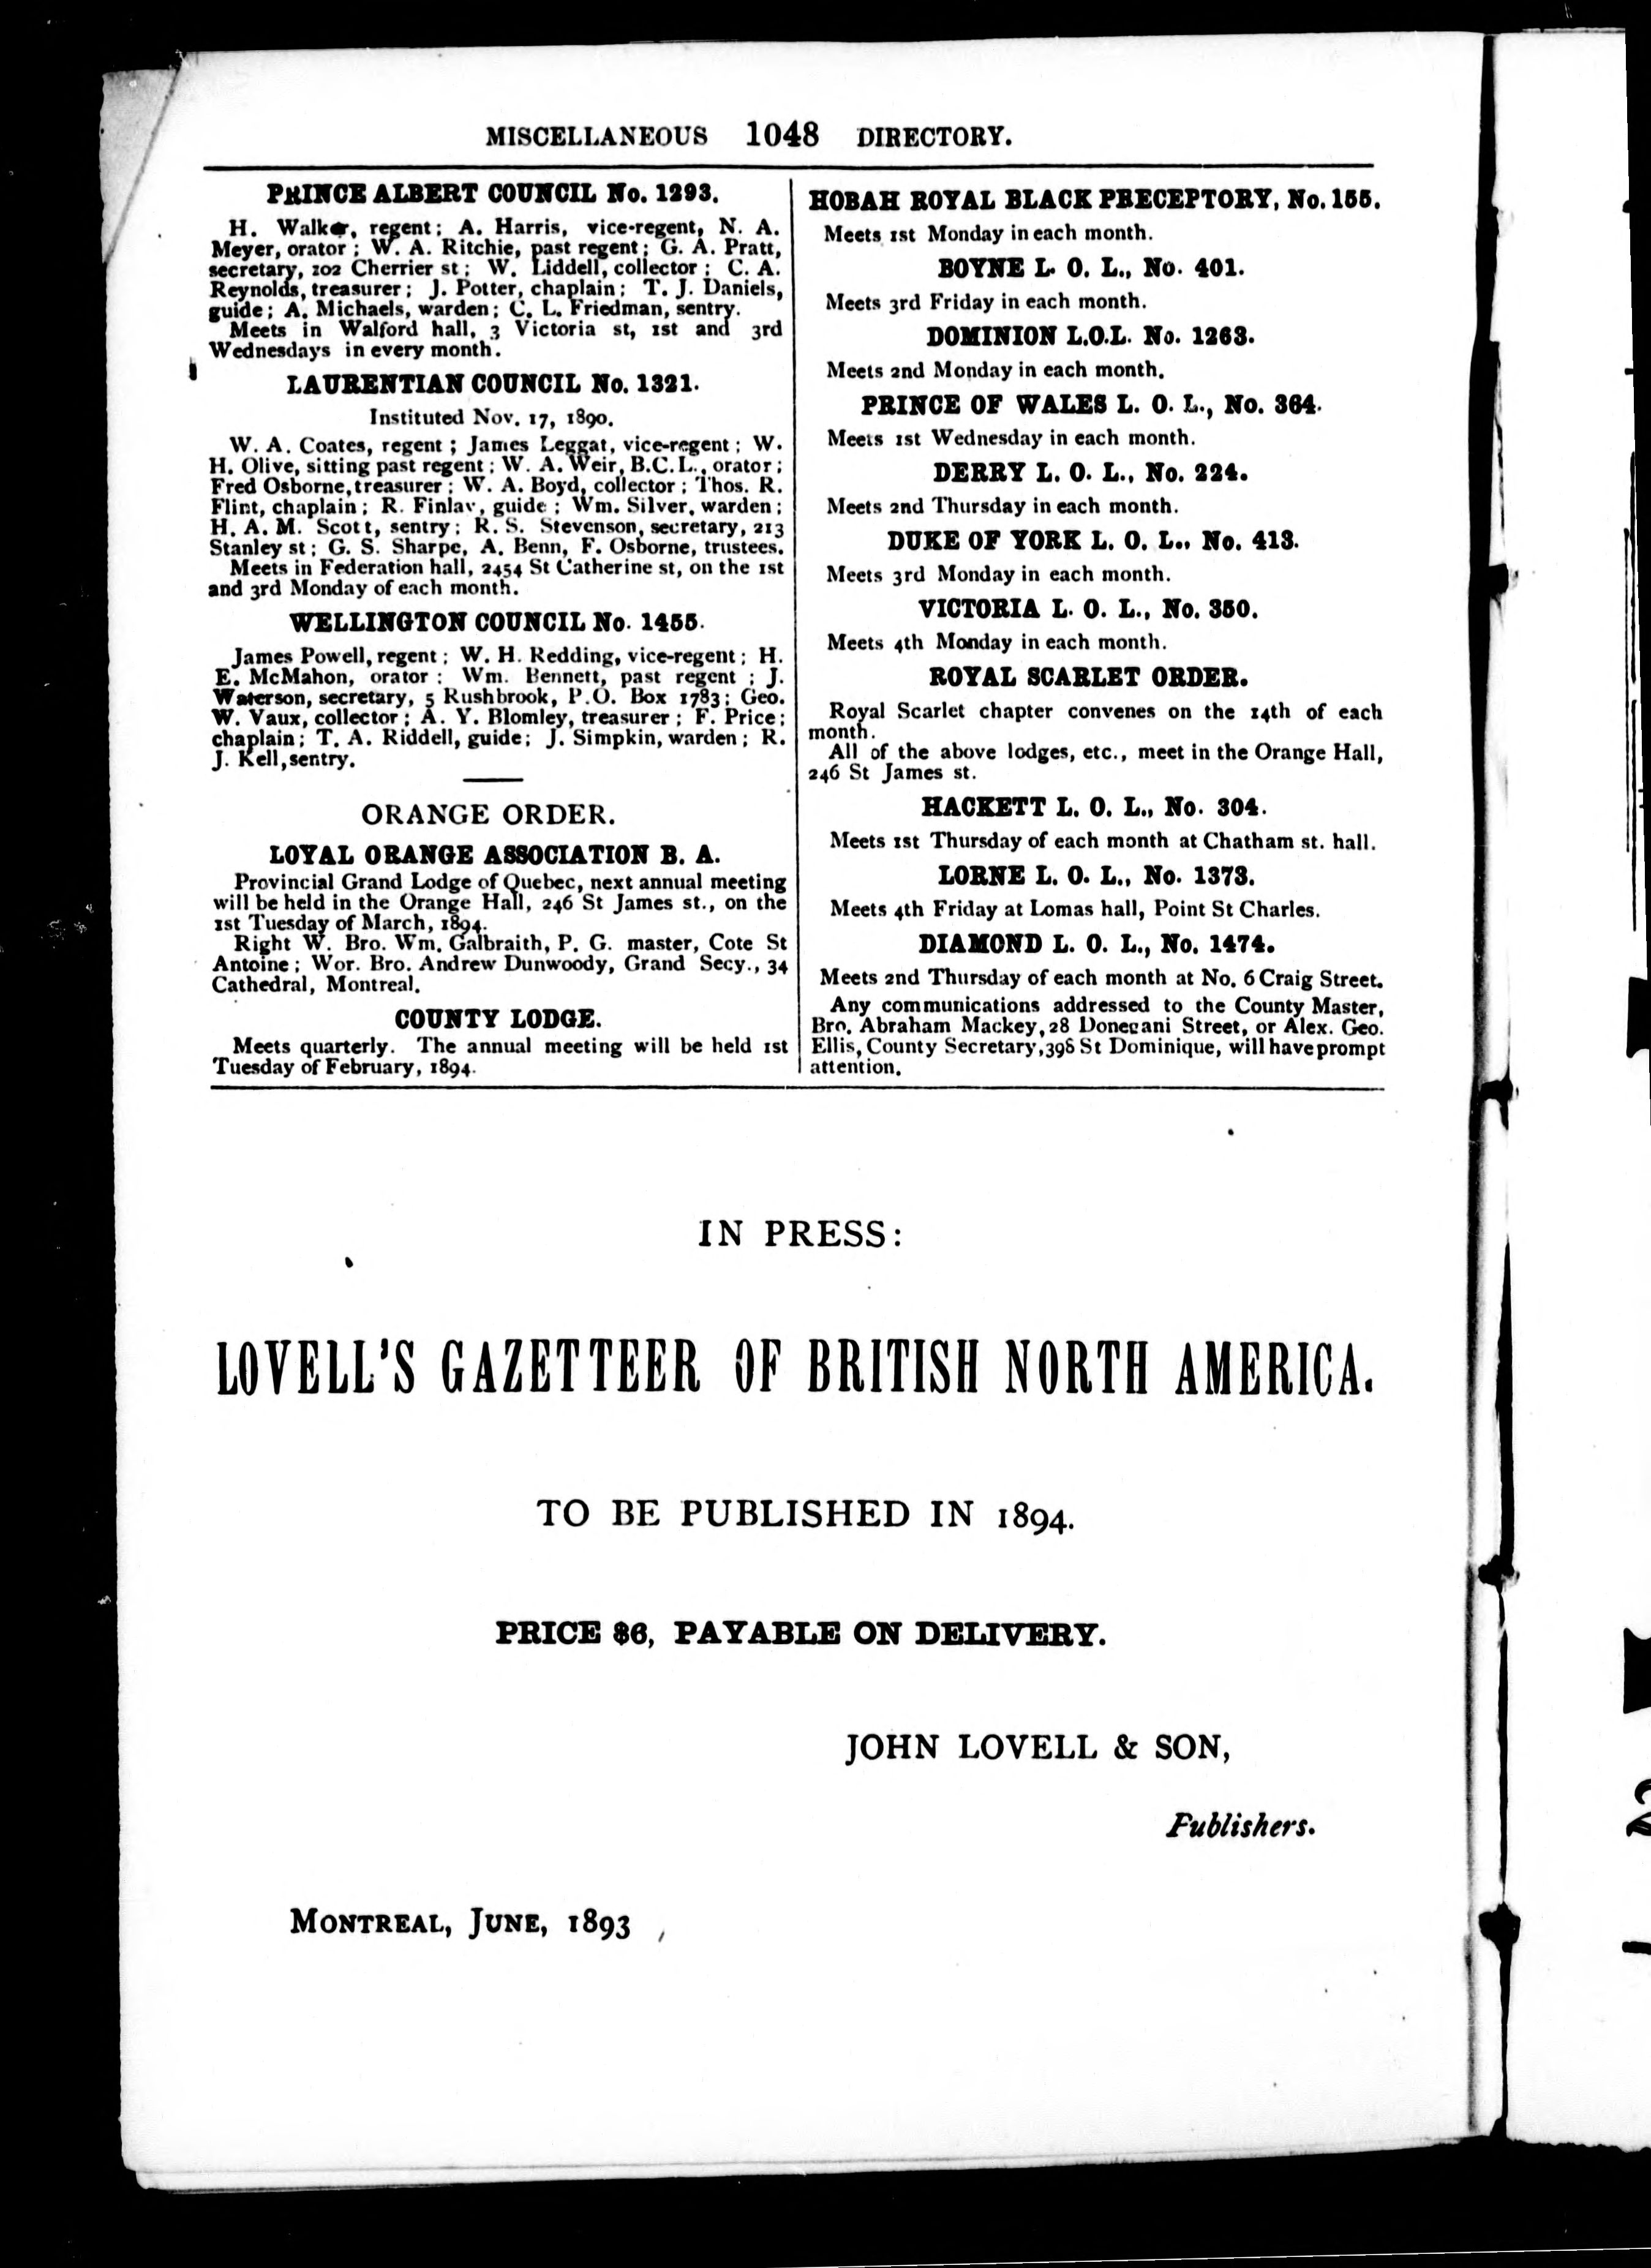 MISCELLANEOUS 1048 DIRECTORY.
PRINCE ALBERT COUNCIL No. 1293.
H. Walker, regent; A. Harris, vice-regent, N. A.
Meyer, orator; W. A. Ritchie, past regent; G. A. Pratt,
secretary, 102 Cherrier st; W. Liddell, collector; C. A.
Reynolds, treasurer; J. Potter, chaplain; T. J. Daniels,
guide; A. Michaels, warden; C. L. Friedman, sentry.
Meets in Walford hall, 3 Victoria st, 1st and 3rd
Wednesdays in every month.
LAURENTIAN COUNCIL No. 1321.
Instituted Nov. 17, 1890.
W. A. Coates, regent; James Leggat, vice-regent; W.
H. Olive, sitting past regent; W. A. Weir, B.C.L., orator;
Fred Osborne, treasurer; W. A. Boyd, collector; Thos. R.
Flint, chaplain; R. Finlay, guide; Wm. Silver, warden;
H. A. M. Scott, sentry; R. S. Stevenson, secretary, 213
Stanley st; G. S. Sharpe, A. Benn, F. Osborne, trustees.
Meets in Federation hall, 2454 St Catherine st, on the 1st
and 3rd Monday of each month.
WELLINGTON COUNCIL No. 1455.
James Powell, regent; W. H. Redding, vice-regent; H.
E. McMahon, orator: Wm. Bennett, past regent; J.
Waterson, secretary, 5 Rushbrook, P.O. Box 1783; Geo.
W. Vaux, collector; A. Y. Blomley, treasurer; F. Price;
chaplain; T. A. Riddell, guide; J. Simpkin, warden; R.
J. Kell, sentry.
ORANGE ORDER.
LOYAL ORANGE ASSOCIATION B. A.
Provincial Grand Lodge of Quebec, next annual meeting
will be held in the Orange Hall, 246 St James st., on the
1st Tuesday of March, 1894.
Right W. Bro. Wm. Galbraith, P. G. master, Cote St
Antoine; Wor. Bro. Andrew Dunwoody, Grand Secy., 34
Cathedral, Montreal.
COUNTY LODGE.
Meets quarterly. The annual meeting will be held 1st
Tuesday of February, 1894.
HOBAH ROYAL BLACK PRECEPTORY, No. 155.
Meets 1st Monday in each month.
BOYNE L. O. L., No. 401.
Meets 3rd Friday in each month.
DOMINION L.O.L. No. 1263.
Meets 2nd Monday in each month.
PRINCE OF WALES L. O. L., No. 364.
Meets 1st Wednesday in each month.
DERRY L. O. L., No. 224.
Meets 2nd Thursday in each month.
DUKE OF YORK L. O. L., No. 413.
Meets 3rd Monday in each month.
VICTORIA L. O. L., No. 350.
Meets 4th Monday in each month.
ROYAL SCARLET ORDER.
Royal Scarlet chapter convenes on the 14th of each
month.
All of the above lodges, etc., meet in the Orange Hall,
246 St James st.
HACKETT L. O. L., No. 304.
Meets 1st Thursday of each month at Chatham st. hall.
LORNE L. O. L., No. 1373.
Meets 4th Friday at Lomas hall, Point St Charles.
DIAMOND L. O. L., No. 1474.
Meets 2nd Thursday of each month at No. 6 Craig Street.
Any communications addressed to the County Master,
Bro. Abraham Mackey, 28 Donegani Street, or Alex. Geo.
Ellis, County Secretary, 398 St Dominique, will have prompt
attention.
IN PRESS:
LOVELL'S GAZETTEER OF BRITISH NORTH AMERICA.
TO BE PUBLISHED IN 1894.
PRICE $6, PAYABLE ON DELIVERY.
JOHN LOVELL & SON,
Publishers.
MONTREAL, JUNE, 1893